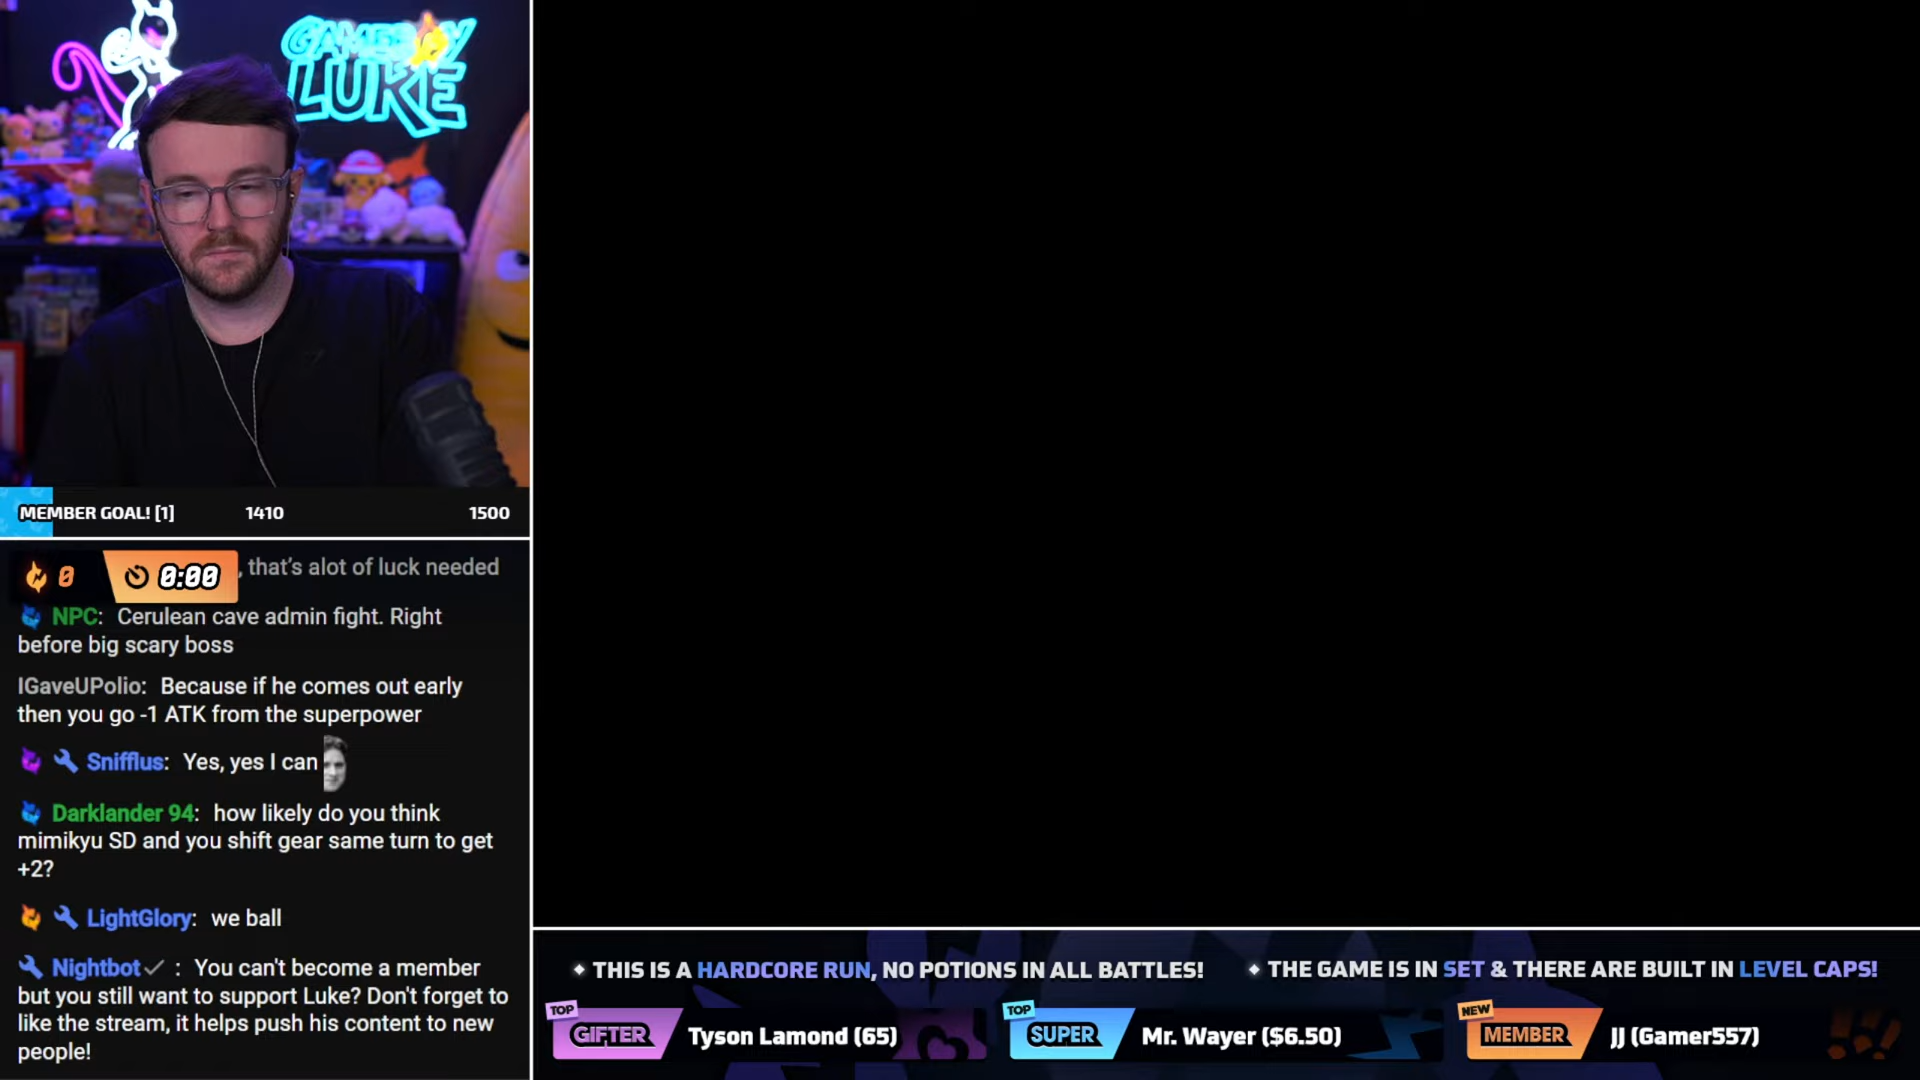 GAMEBOY
LUKE
MEMBER GOAL! [1] 1410 1500
0 0:00 , that's alot of luck needed
NPC: Cerulean cave admin fight. Right
before big scary boss
IGaveUPolio: Because if he comes out early
then you go -1 ATK from the superpower
Snifflus: Yes, yes I can
Darklander 94: how likely do you think
mimikyu SD and you shift gear same turn to get
+2?
LightGlory: we ball
Nightbot : You can't become a member
but you still want to support Luke? Don't forget to
like the stream, it helps push his content to new
people!
THIS IS A HARDCORE RUN, NO POTIONS IN ALL BATTLES! THE GAME IS IN SET & THERE ARE BUILT IN LEVEL CAPS!
TOP GIFTER Tyson Lamond (65) TOP SUPER Mr. Wayer ($6.50) NEW MEMBER JJ (Gamer557)